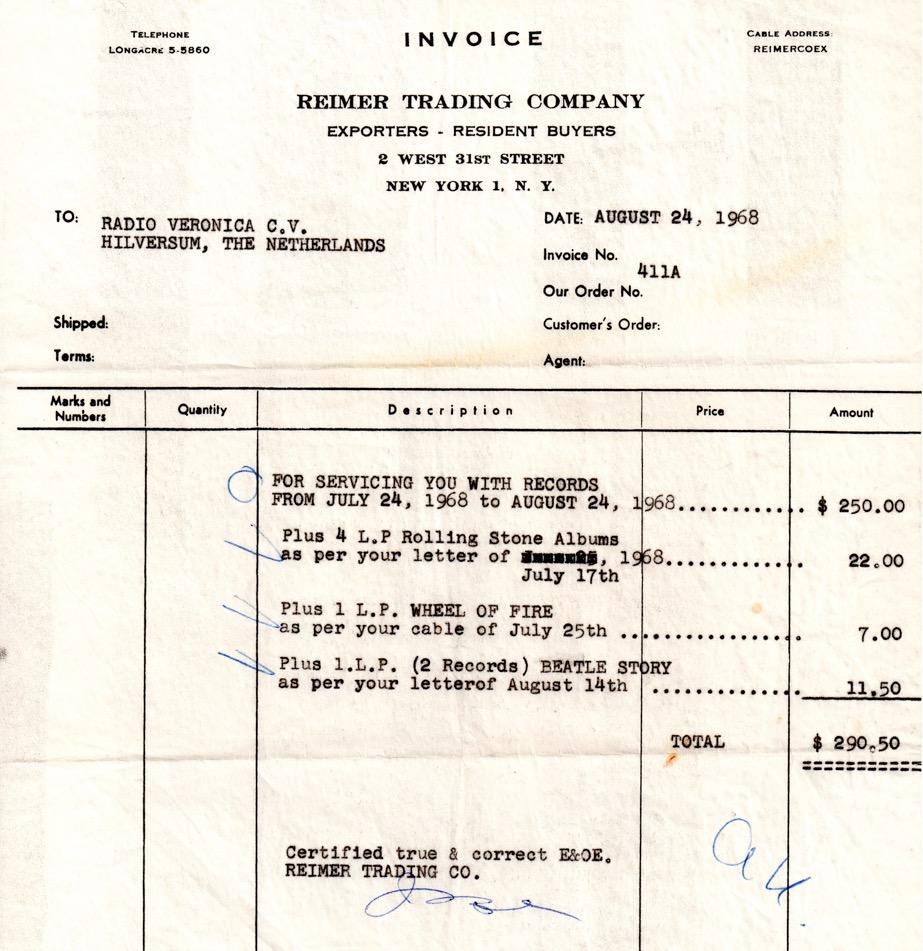 TELEPHONE
LONGACRE 5-5860
INVOICE
CABLE ADDRESS:
REIMERCOEX
REIMER TRADING COMPANY
EXPORTERS - RESIDENT BUYERS
2 WEST 31ST STREET
NEW YORK 1, N. Y.
TO: RADIO VERONICA C.V.
HILVERSUM, THE NETHERLANDS
DATE: AUGUST 24, 1968
Invoice No.
411A
Our Order No.
Shipped:
Customer's Order:
Terms:
Agent:
Marks and Numbers Quantity Description Price Amount
FOR SERVICING YOU WITH RECORDS
FROM JULY 24, 1968 to AUGUST 24, 1968.......... $ 250.00
Plus 4 L.P Rolling Stone Albums
as per your letter of , 1968........... 22.00
July 17th
Plus 1 L.P. WHEEL OF FIRE
as per your cable of July 25th .............. 7.00
Plus 1.L.P. (2 Records) BEATLE STORY
as per your letterof August 14th ............ 11.50
TOTAL $ 290.50
Certified true & correct E&OE.
REIMER TRADING CO.